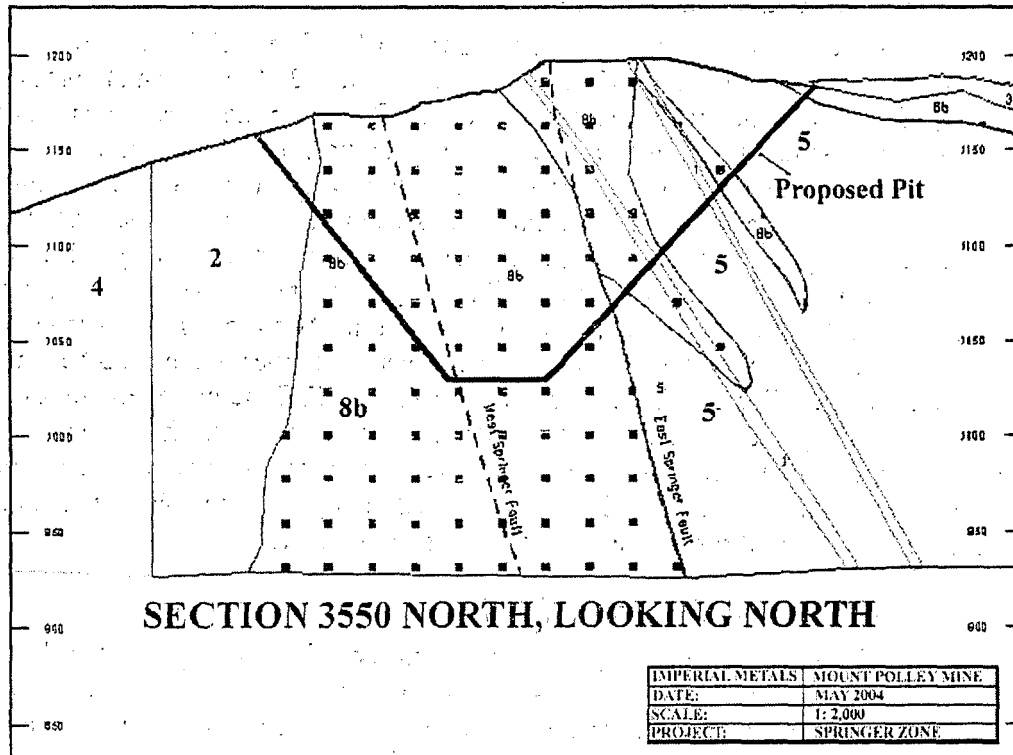 1200
1200
8b
8b
3
1150
5
1150
Proposed Pit
1100
2
8b
8b
8b
1100
4
5
1050
1050
8b
5
5
West Springer Fault
East Springer Fault
1000
950
950
SECTION 3550 NORTH, LOOKING NORTH
900
900
IMPERIAL METALS MOUNT POLLEY MINE
DATE: MAY 2004
SCALE: 1: 2,000
PROJECT: SPRINGER ZONE
850